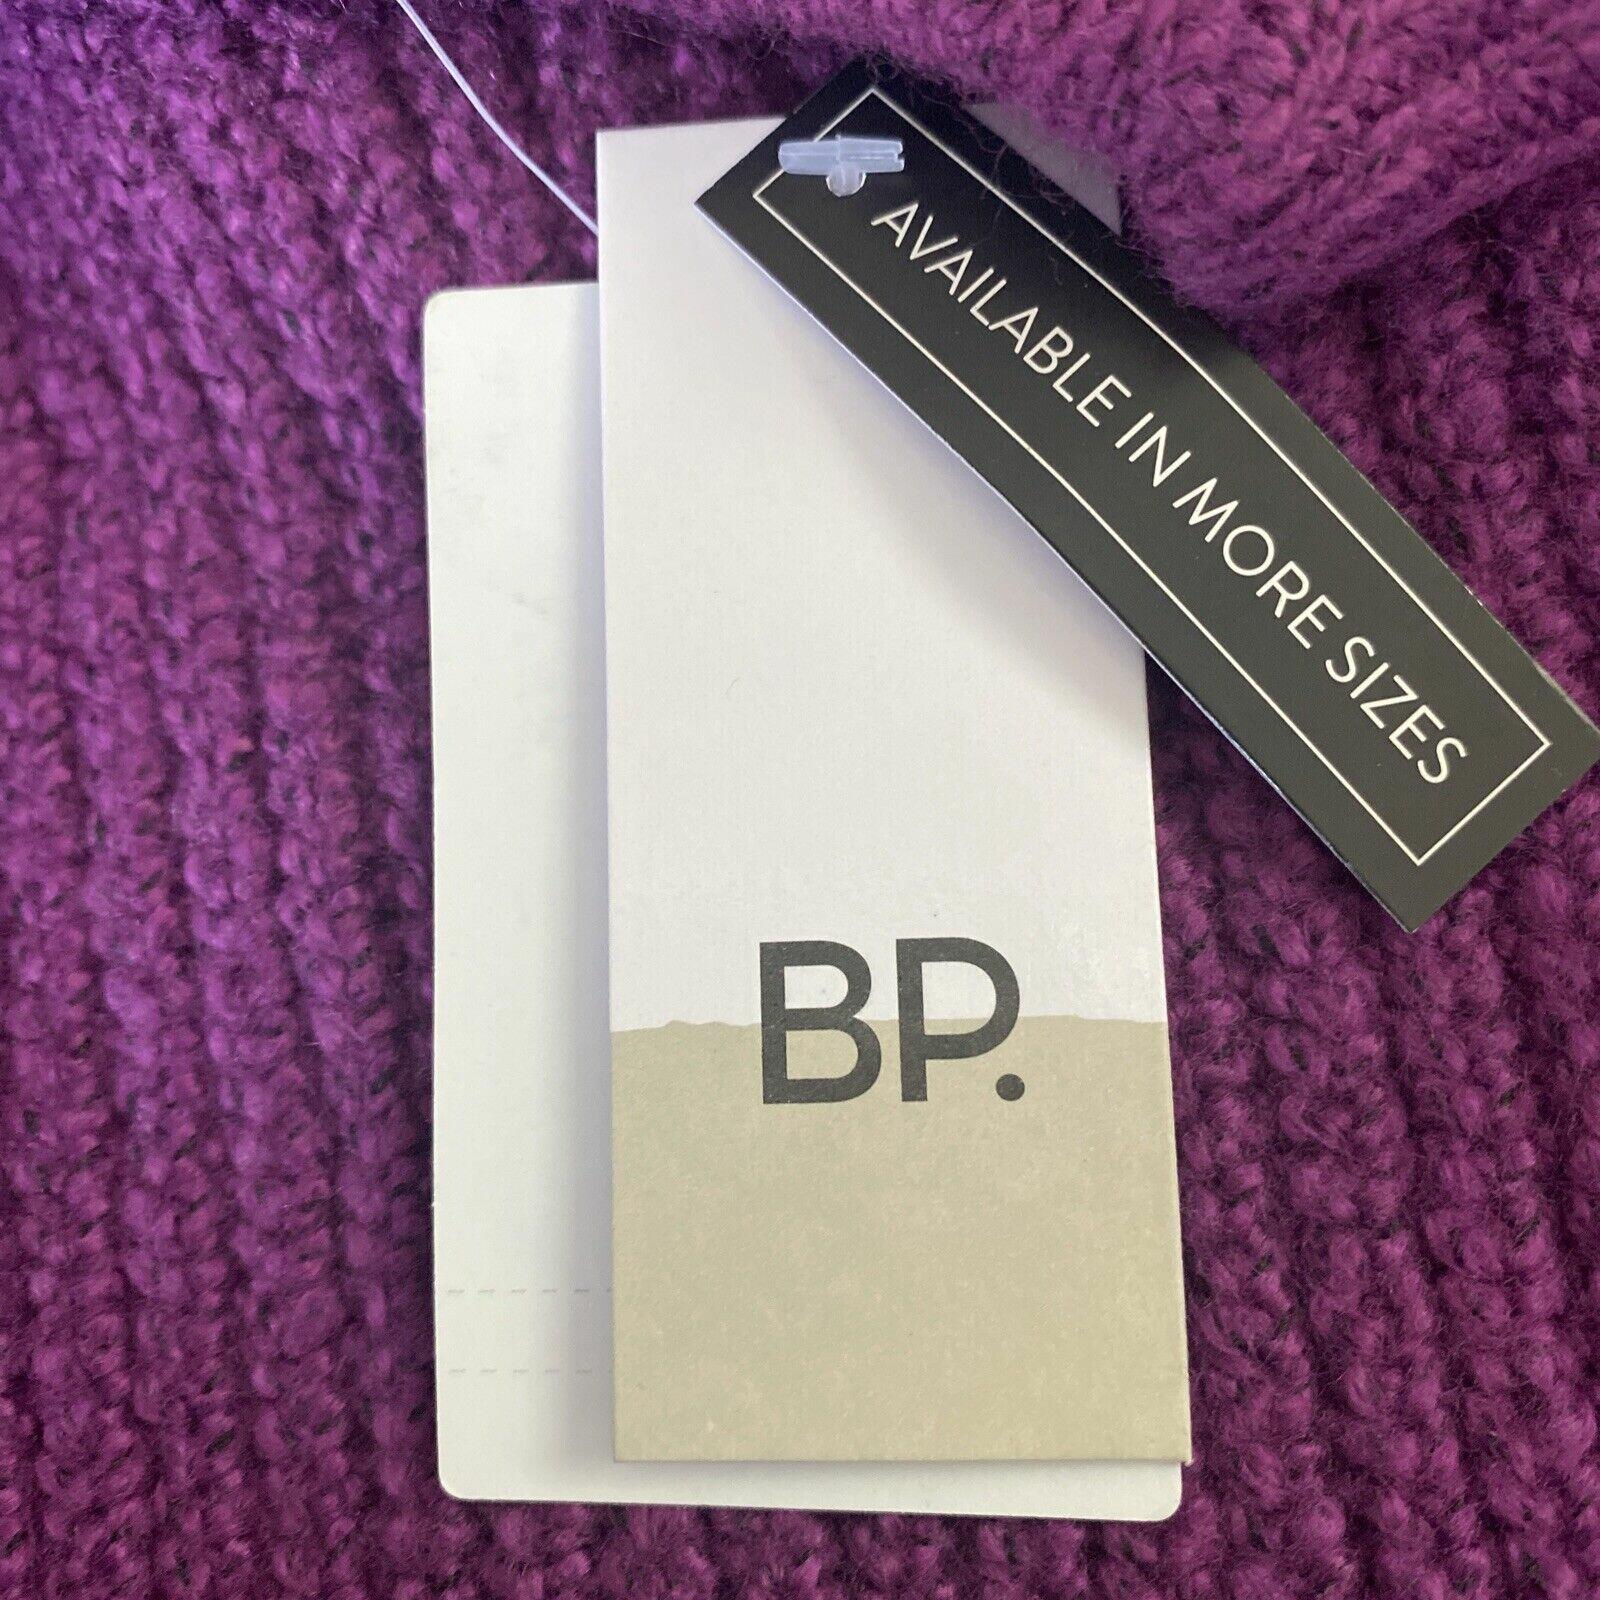 AVAILABLE IN MORE SIZES
BP.